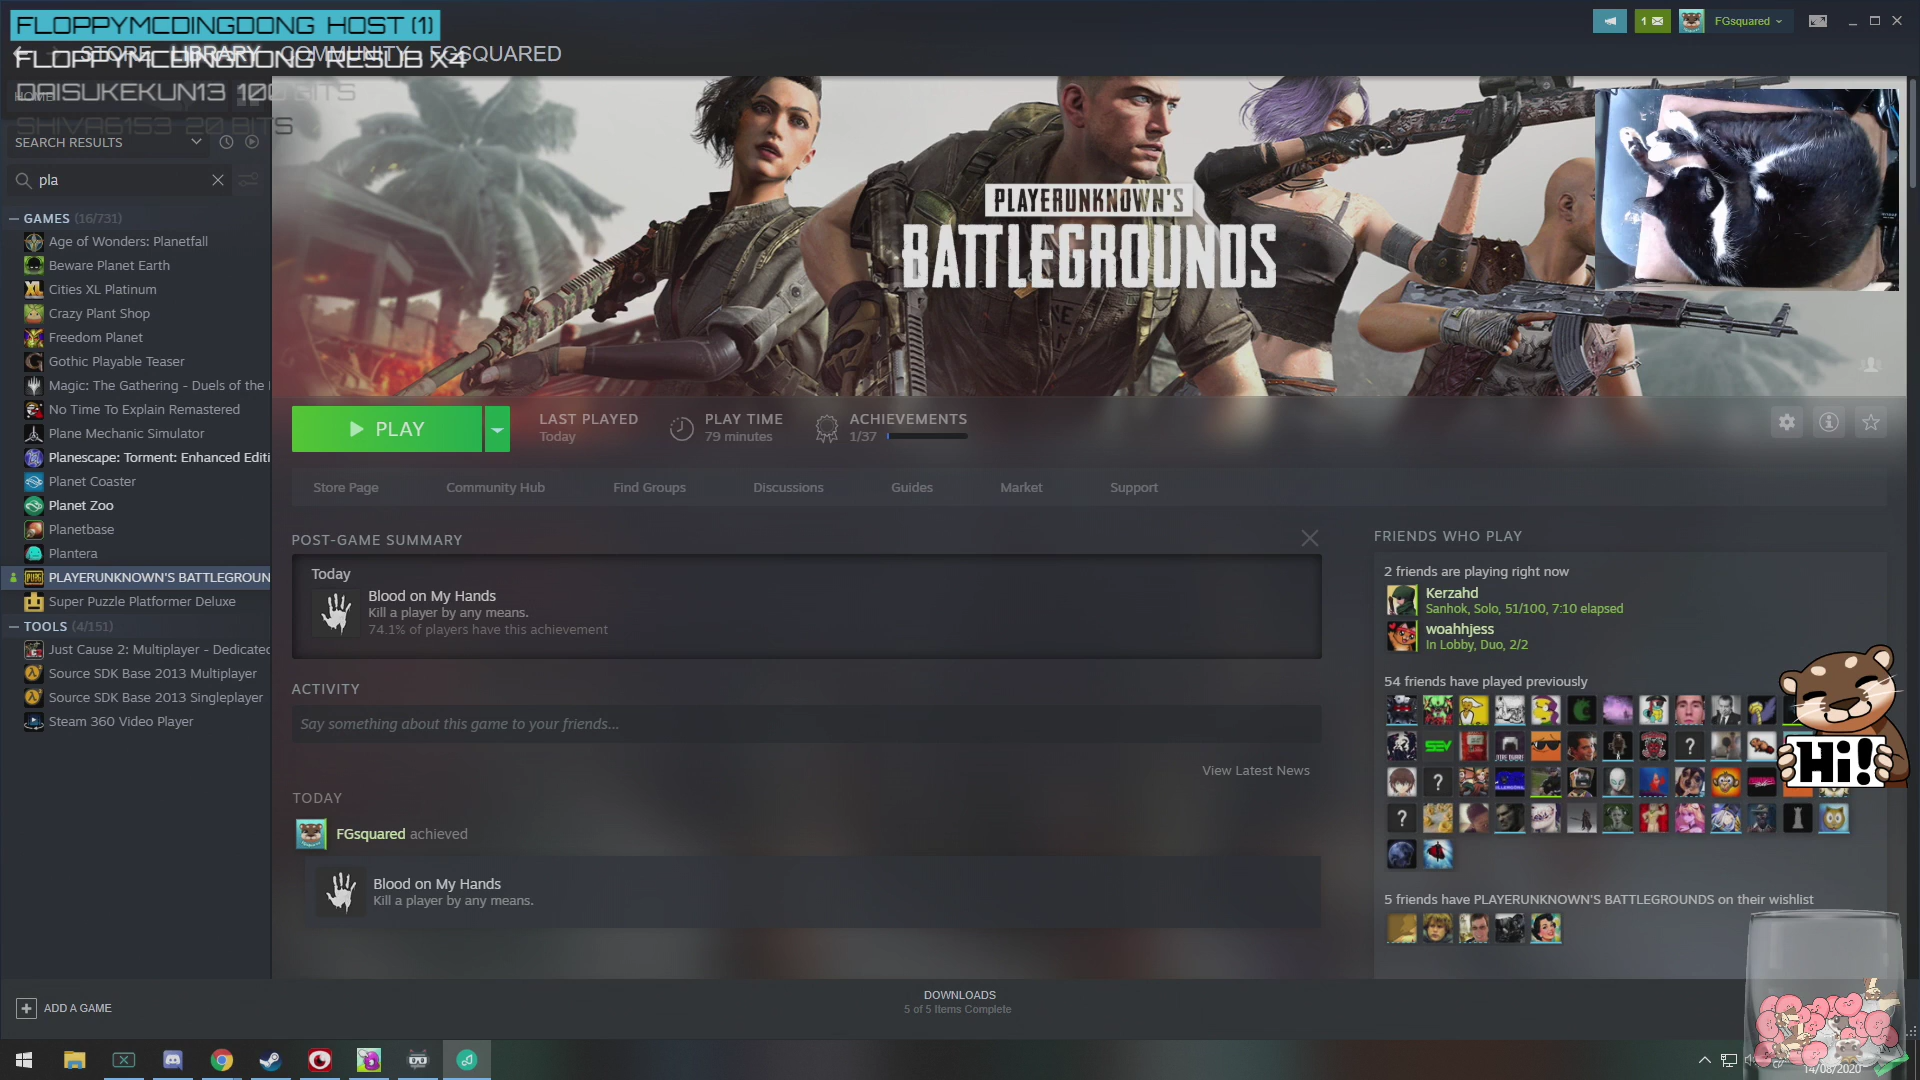 FLOPPYMCDINGDONG HOST (1)
STORE LIBRARY COMMUNITY FGSQUARED
FLOPPYMCDINGDONG RESUB X4
DAISUKEKUN13 100 BITS
HOME
SHIVA6153 20 BITS
1
FGsquared
SEARCH RESULTS
pla
GAMES (16/731)
Age of Wonders: Planetfall
Beware Planet Earth
Cities XL Platinum
Crazy Plant Shop
Freedom Planet
Gothic Playable Teaser
Magic: The Gathering - Duels of the
No Time To Explain Remastered
Plane Mechanic Simulator
Planescape: Torment: Enhanced Editi
Planet Coaster
Planet Zoo
Planetbase
Plantera
PLAYERUNKNOWN'S BATTLEGROUN
Super Puzzle Platformer Deluxe
TOOLS (4/151)
Just Cause 2: Multiplayer - Dedicated
Source SDK Base 2013 Multiplayer
Source SDK Base 2013 Singleplayer
Steam 360 Video Player
PLAYERUNKNOWN'S
BATTLEGROUNDS
PLAY
LAST PLAYED
Today
PLAY TIME
79 minutes
ACHIEVEMENTS
1/37
Store Page
Community Hub
Find Groups
Discussions
Guides
Market
Support
POST-GAME SUMMARY
Today
Blood on My Hands
Kill a player by any means.
74.1% of players have this achievement
ACTIVITY
Say something about this game to your friends...
View Latest News
TODAY
FGsquared achieved
Blood on My Hands
Kill a player by any means.
FRIENDS WHO PLAY
2 friends are playing right now
Kerzahd
Sanhok, Solo, 51/100, 7:10 elapsed
woahhjess
In Lobby, Duo, 2/2
54 friends have played previously
SEV
Hi!
5 friends have PLAYERUNKNOWN'S BATTLEGROUNDS on their wishlist
ADD A GAME
DOWNLOADS
5 of 5 Items Complete
14/08/2020